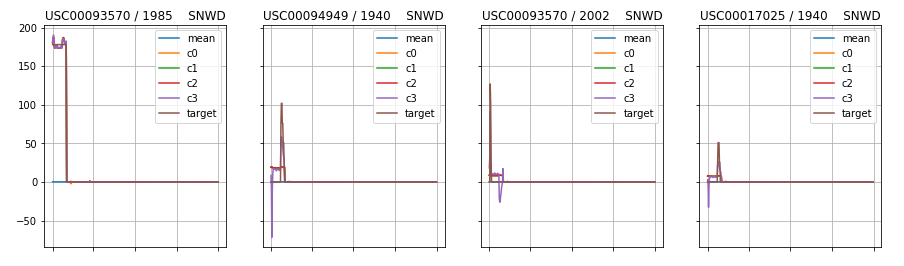 USC00093570 / 1985 SNWD
USC00094949 / 1940 SNWD
USC00093570 / 2002 SNWD
USC00017025 / 1940 SNWD
200
150
100
50
0
−50
mean
c0
c1
c2
c3
target
mean
c0
c1
c2
c3
target
mean
c0
c1
c2
c3
target
mean
c0
c1
c2
c3
target